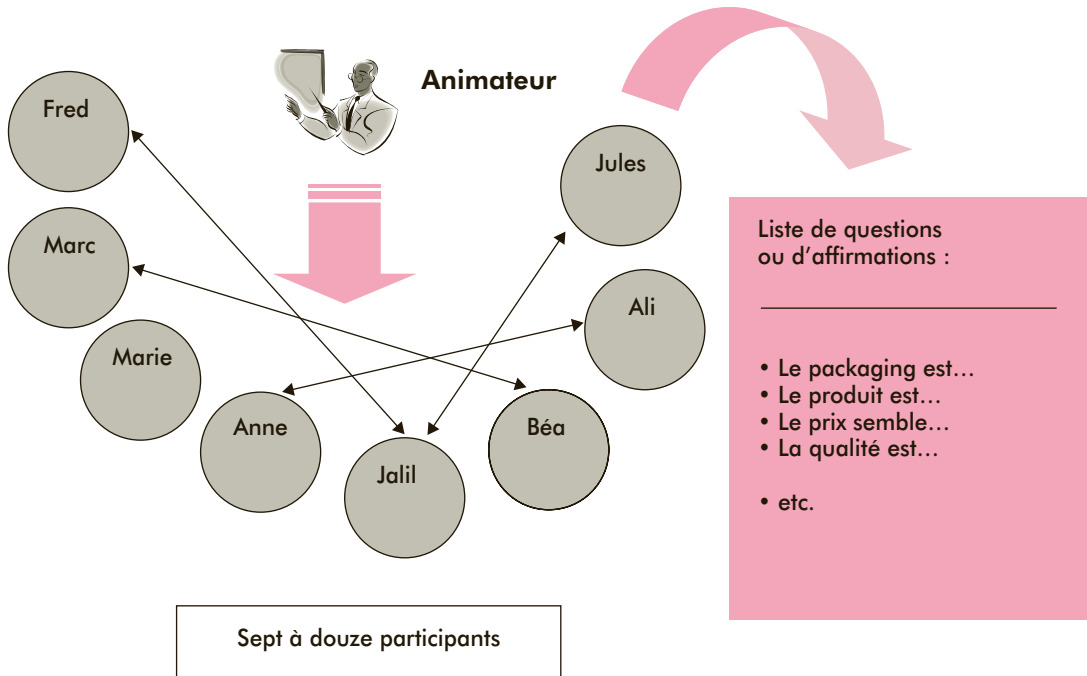 Animateur
Fred
Marc
Marie
Anne
Jalil
Béa
Ali
Jules
Liste de questions
ou d’affirmations :
• Le packaging est…
• Le produit est…
• Le prix semble…
• La qualité est…
• etc.
Sept à douze participants